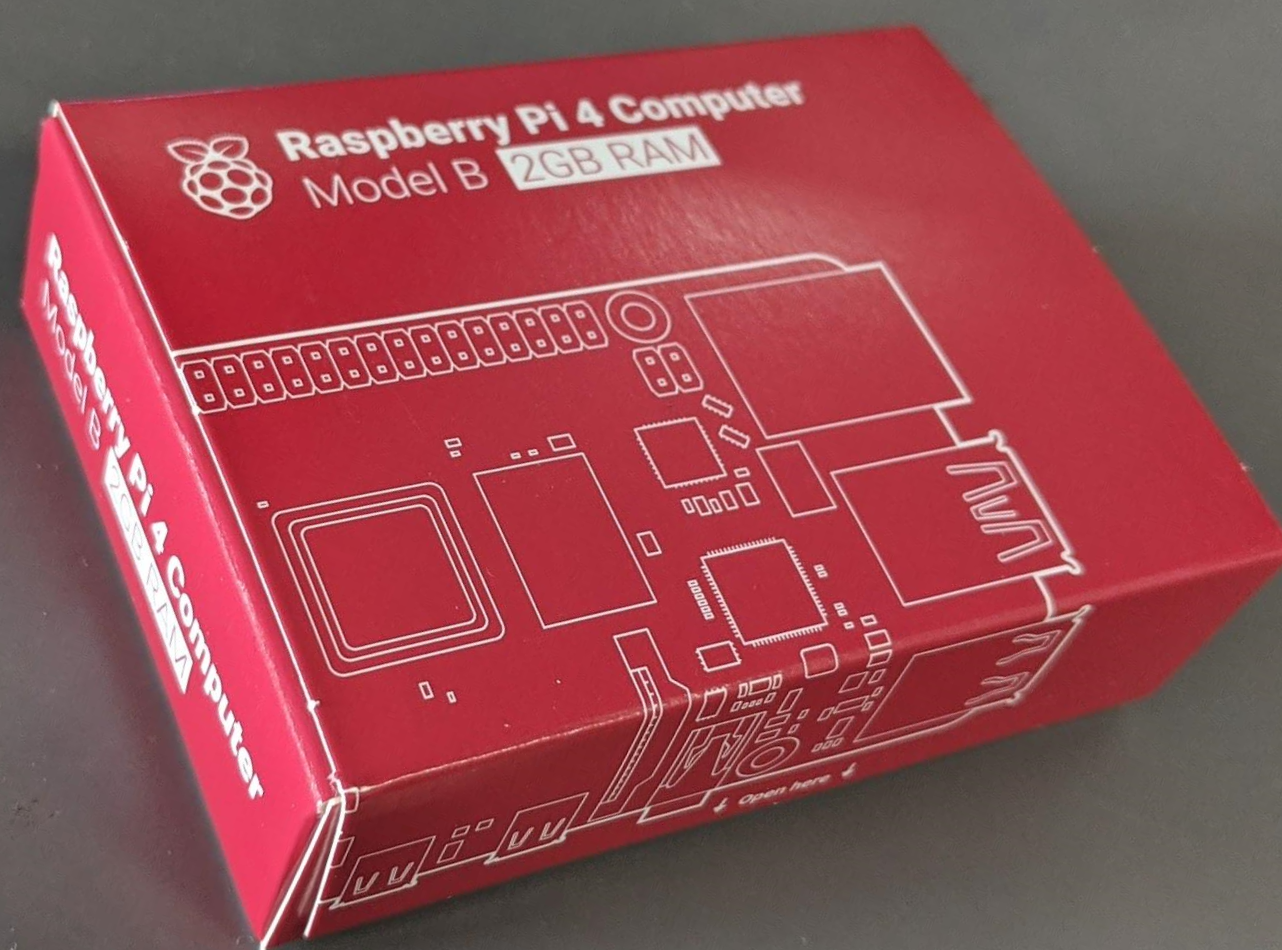 Raspberry Pi 4 Computer
Model B 2GB RAM
Raspberry Pi 4 Computer
Model B 2GB RAM
Open here